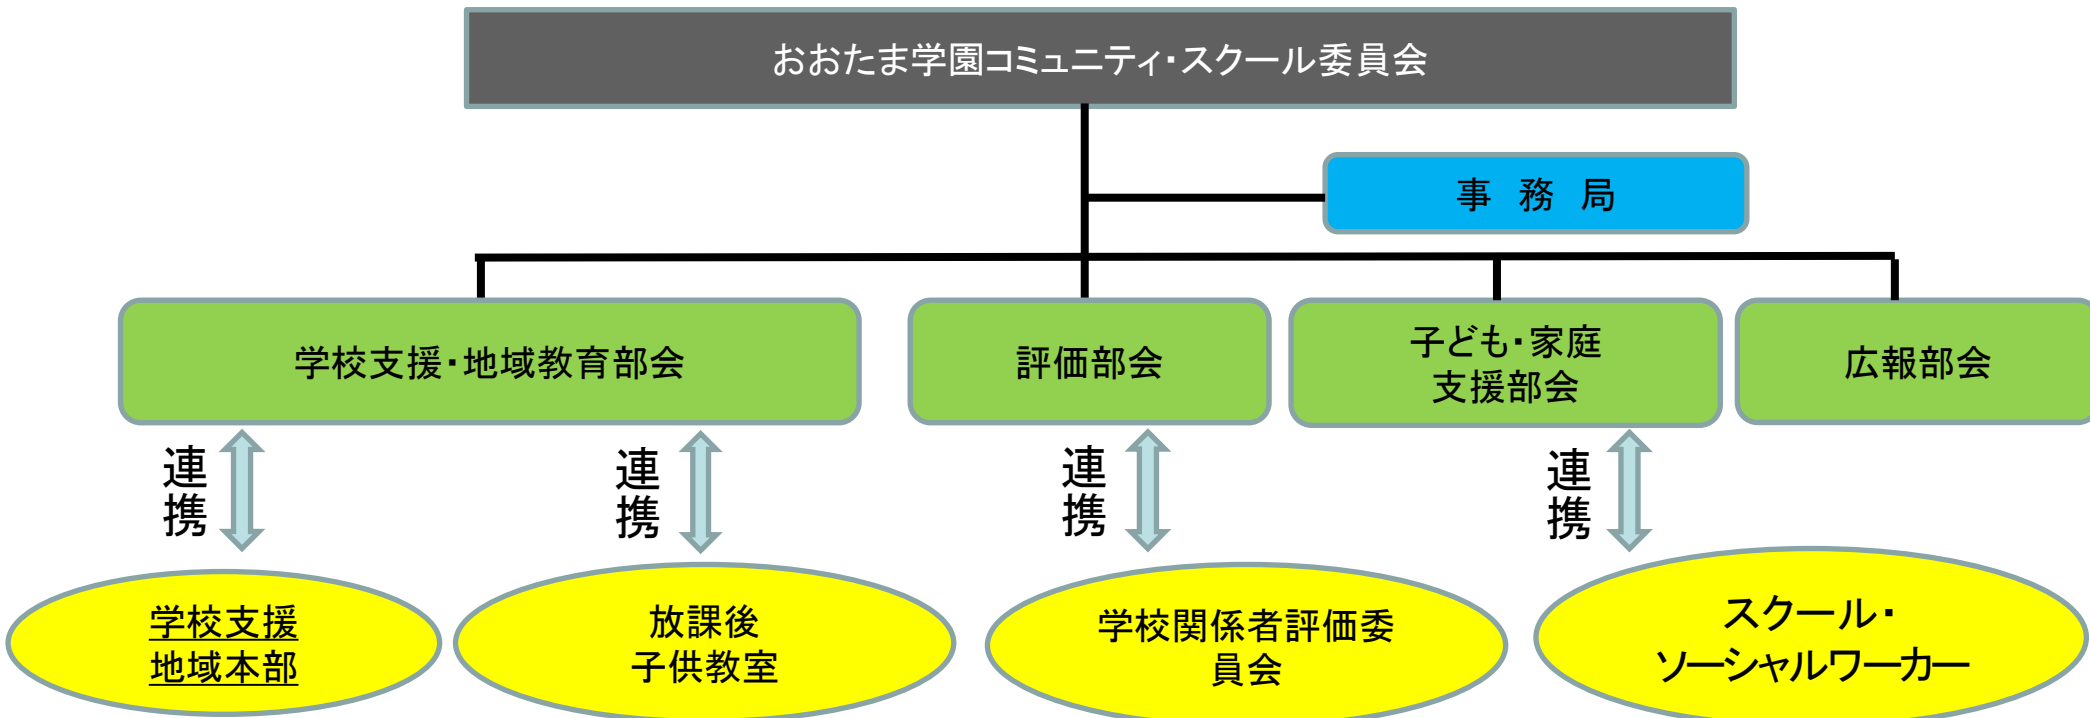 おおたま学園コミュニティ・スクール委員会
事　務　局
学校支援・地域教育部会
評価部会
子ども・家庭
支援部会
広報部会
連携
連携
連携
連携
学校支援
地域本部
放課後
子供教室
学校関係者評価委
員会
スクール・
ソーシャルワーカー